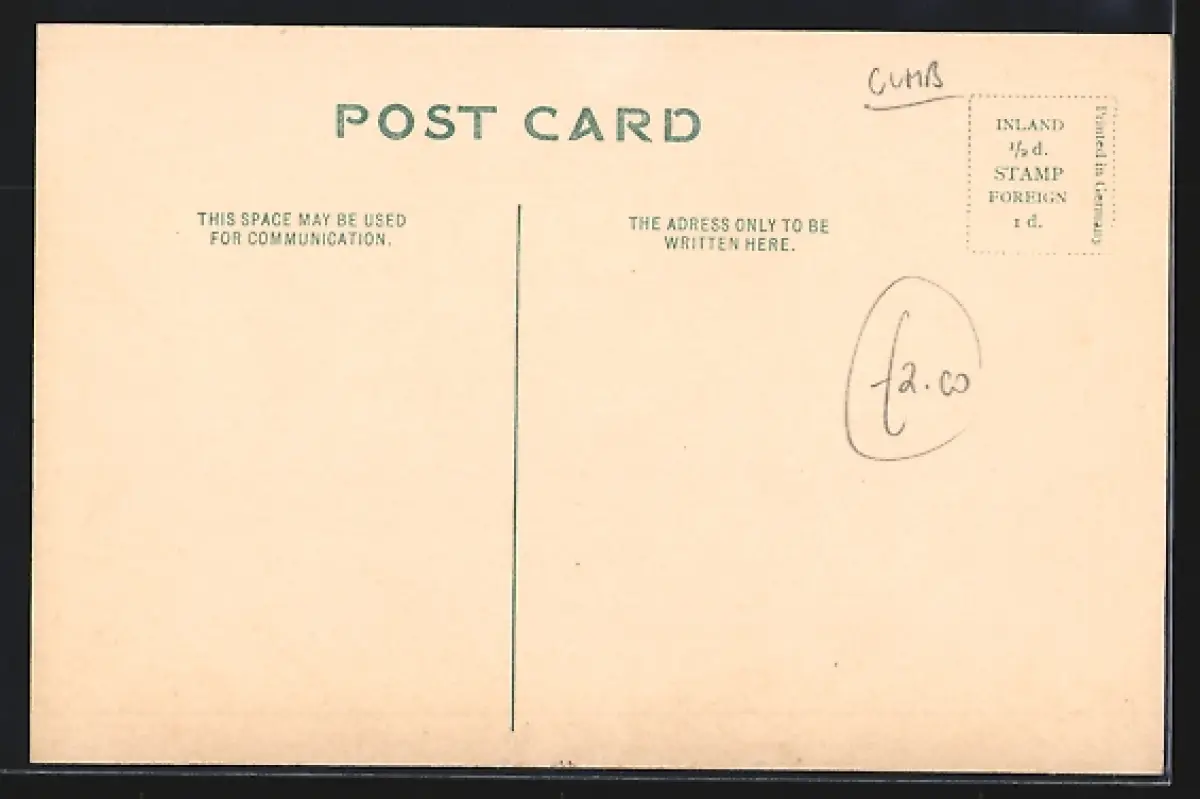 CUMB
POST CARD
INLAND
½ d.
STAMP
FOREIGN
1 d.
Printed in Germany
THIS SPACE MAY BE USED
FOR COMMUNICATION.
THE ADRESS ONLY TO BE
WRITTEN HERE.
£2.00